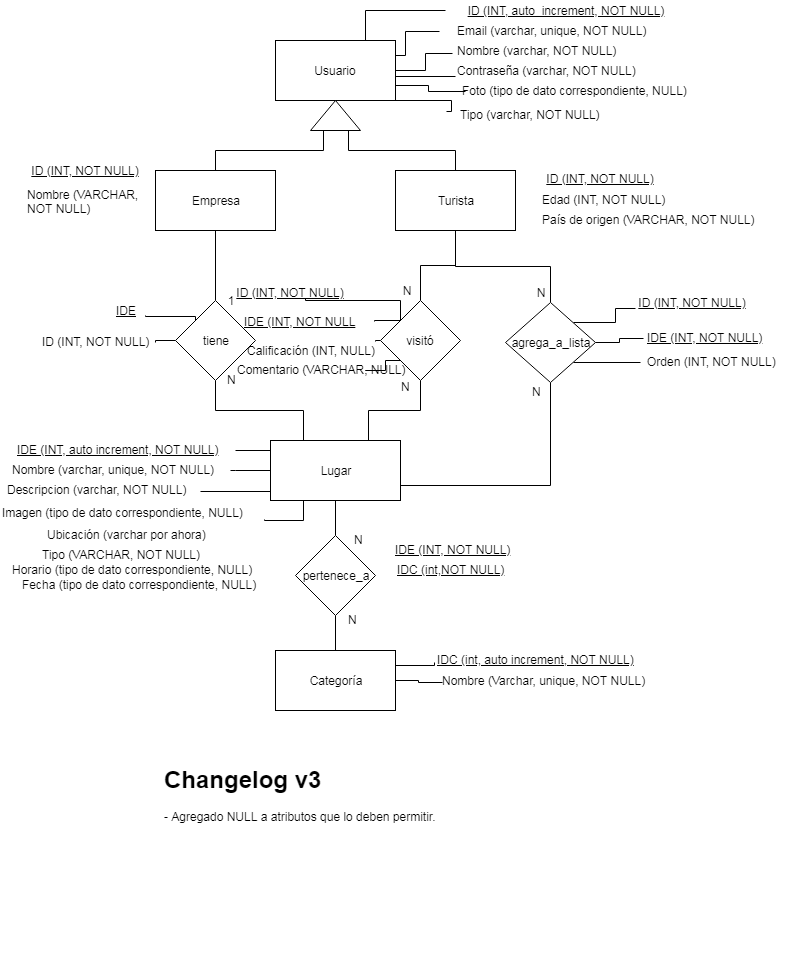 ID (INT, auto increment, NOT NULL)
Email (varchar, unique, NOT NULL)
Nombre (varchar, NOT NULL)
Usuario
Contraseña (varchar, NOT NULL)
Foto (tipo de dato correspondiente, NULL)
Tipo (varchar, NOT NULL)
ID (INT, NOT NULL)
Nombre (VARCHAR,
NOT NULL)
Empresa
Turista
ID (INT, NOT NULL)
Edad (INT, NOT NULL)
País de origen (VARCHAR, NOT NULL)
1
ID (INT, NOT NULL)
N
N
ID (INT, NOT NULL)
IDE
IDE (INT, NOT NULL
ID (INT, NOT NULL)
tiene
visitó
agrega_a_lista
IDE (INT, NOT NULL)
Calificación (INT, NULL)
Orden (INT, NOT NULL)
Comentario (VARCHAR, NULL)
N
N
N
IDE (INT, auto increment, NOT NULL)
Nombre (varchar, unique, NOT NULL)
Lugar
Descripcion (varchar, NOT NULL)
Imagen (tipo de dato correspondiente, NULL)
Ubicación (varchar por ahora)
Tipo (VARCHAR, NOT NULL)
Horario (tipo de dato correspondiente, NULL)
Fecha (tipo de dato correspondiente, NULL)
N
IDE (INT, NOT NULL)
IDC (int,NOT NULL)
pertenece_a
N
IDC (int, auto increment, NOT NULL)
Categoría
Nombre (Varchar, unique, NOT NULL)
Changelog v3
- Agregado NULL a atributos que lo deben permitir.